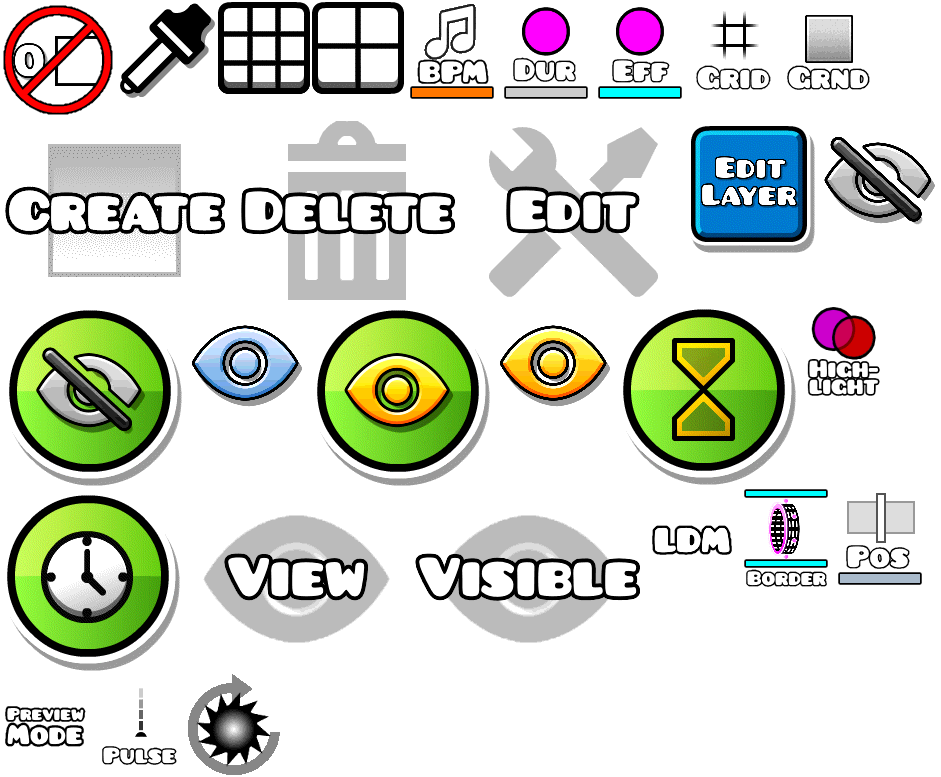 0
BPM
DUR
EFF
GRID
GRND
CREATE
DELETE
EDIT
EDIT
LAYER
HIGH-
LIGHT
VIEW
VISIBLE
LDM
BORDER
POS
PREVIEW
MODE
PULSE